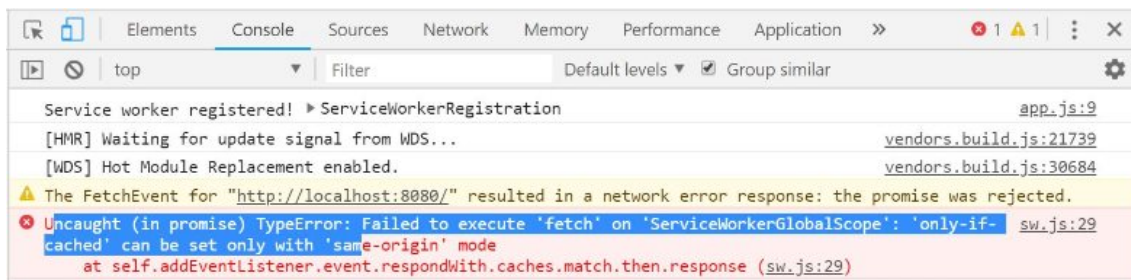 Elements Console Sources Network Memory Performance Application » 1 1
top Filter Default levels Group similar
Service worker registered! ServiceWorkerRegistration app.js:9
[HMR] Waiting for update signal from WDS... vendors.build.js:21739
[WDS] Hot Module Replacement enabled. vendors.build.js:30684
The FetchEvent for "http://localhost:8080/" resulted in a network error response: the promise was rejected.
Uncaught (in promise) TypeError: Failed to execute 'fetch' on 'ServiceWorkerGlobalScope': 'only-if- sw.js:29
cached' can be set only with 'same-origin' mode
at self.addEventListener.event.respondWith.caches.match.then.response (sw.js:29)